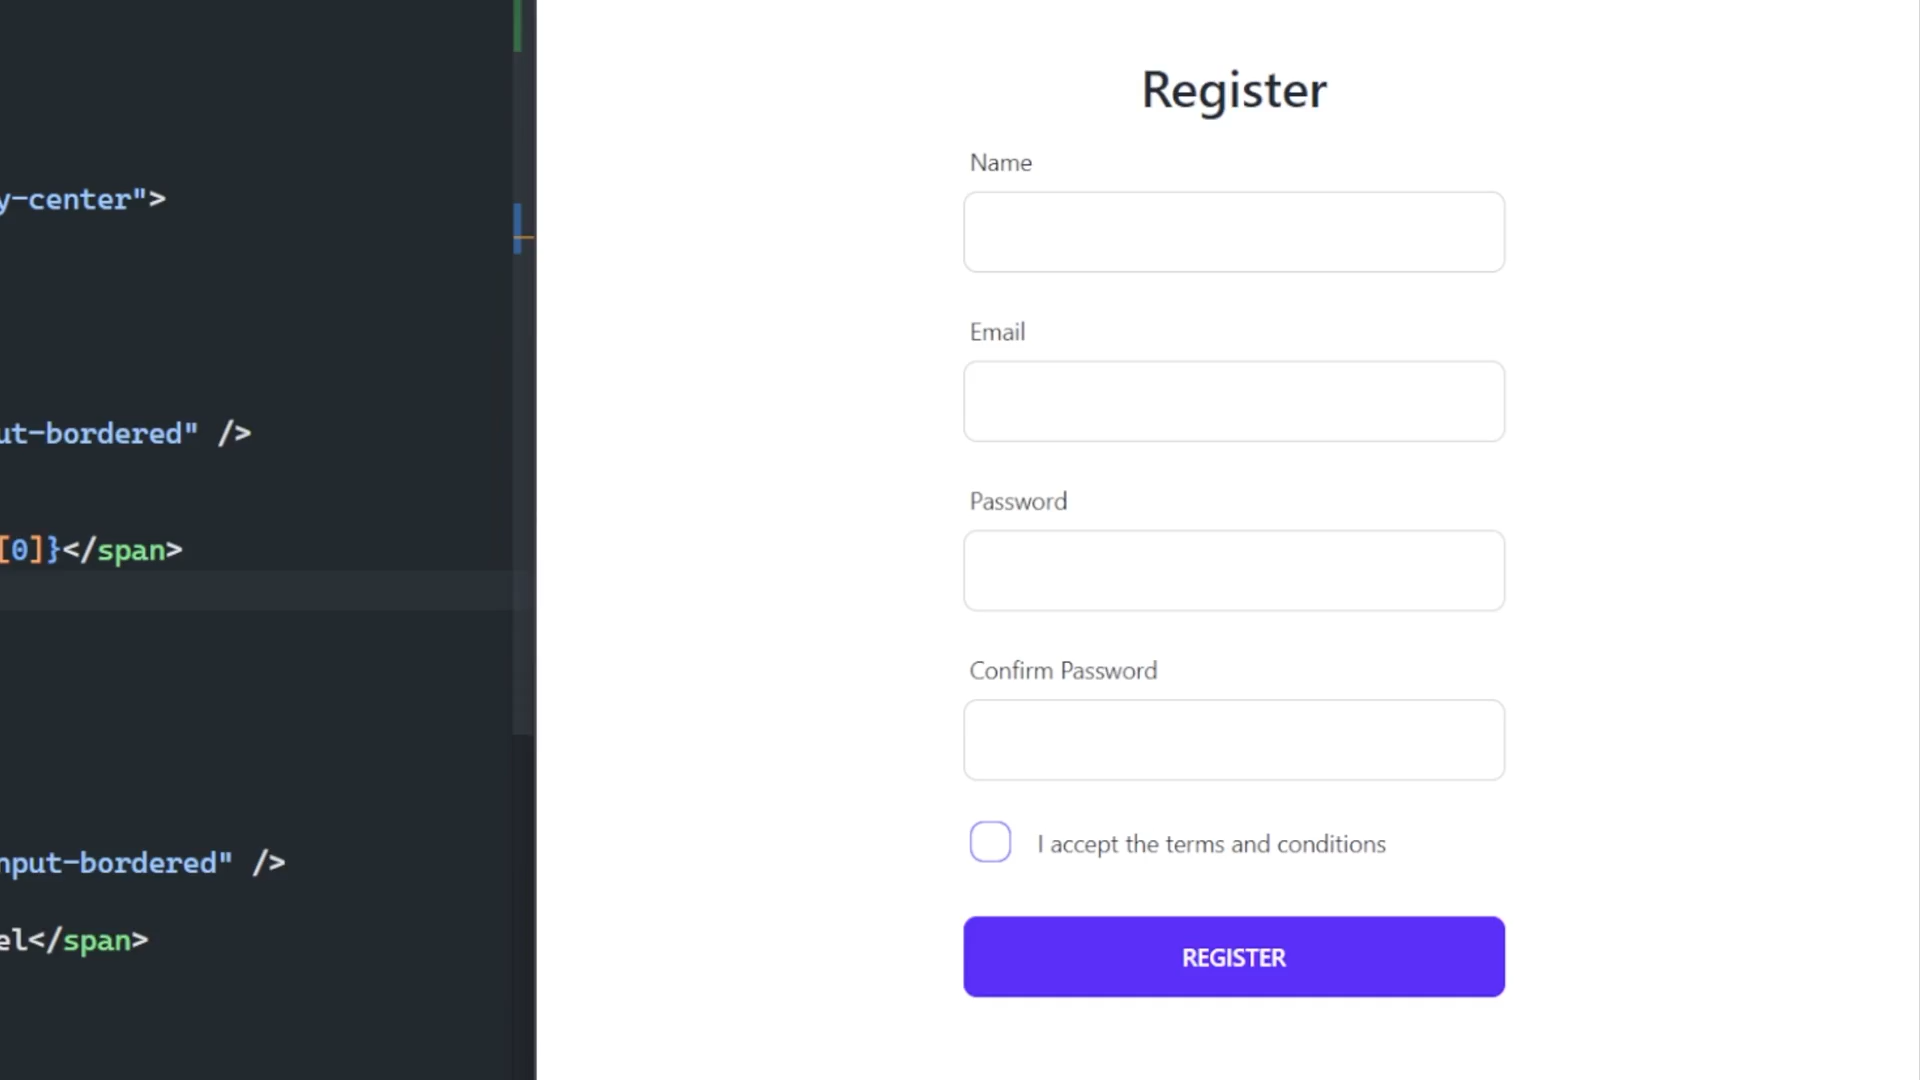 y-center">
ut-bordered" />
[0]}</span>
nput-bordered" />
el</span>
Register
Name
Email
Password
Confirm Password
I accept the terms and conditions
REGISTER